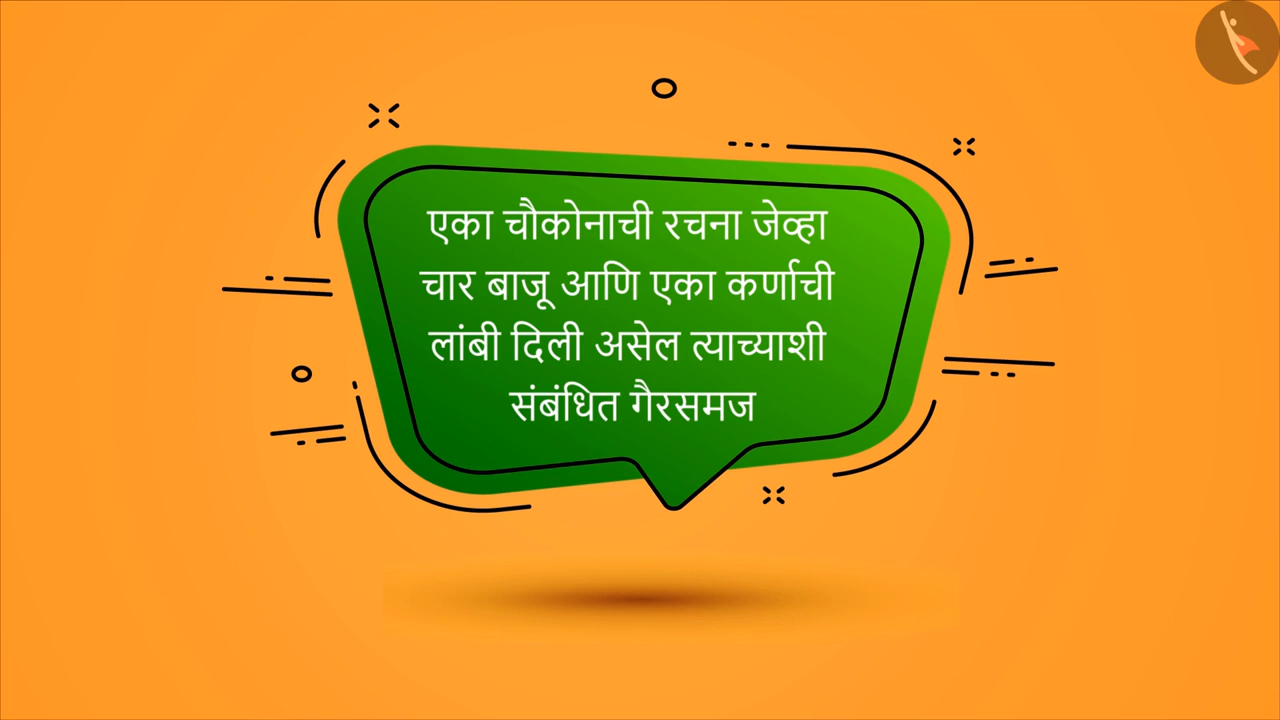 एका चौकोनाची रचना जेव्हा
चार बाजू आणि एका कर्णाची
लांबी दिली असेल त्याच्याशी
संबंधित गैरसमज